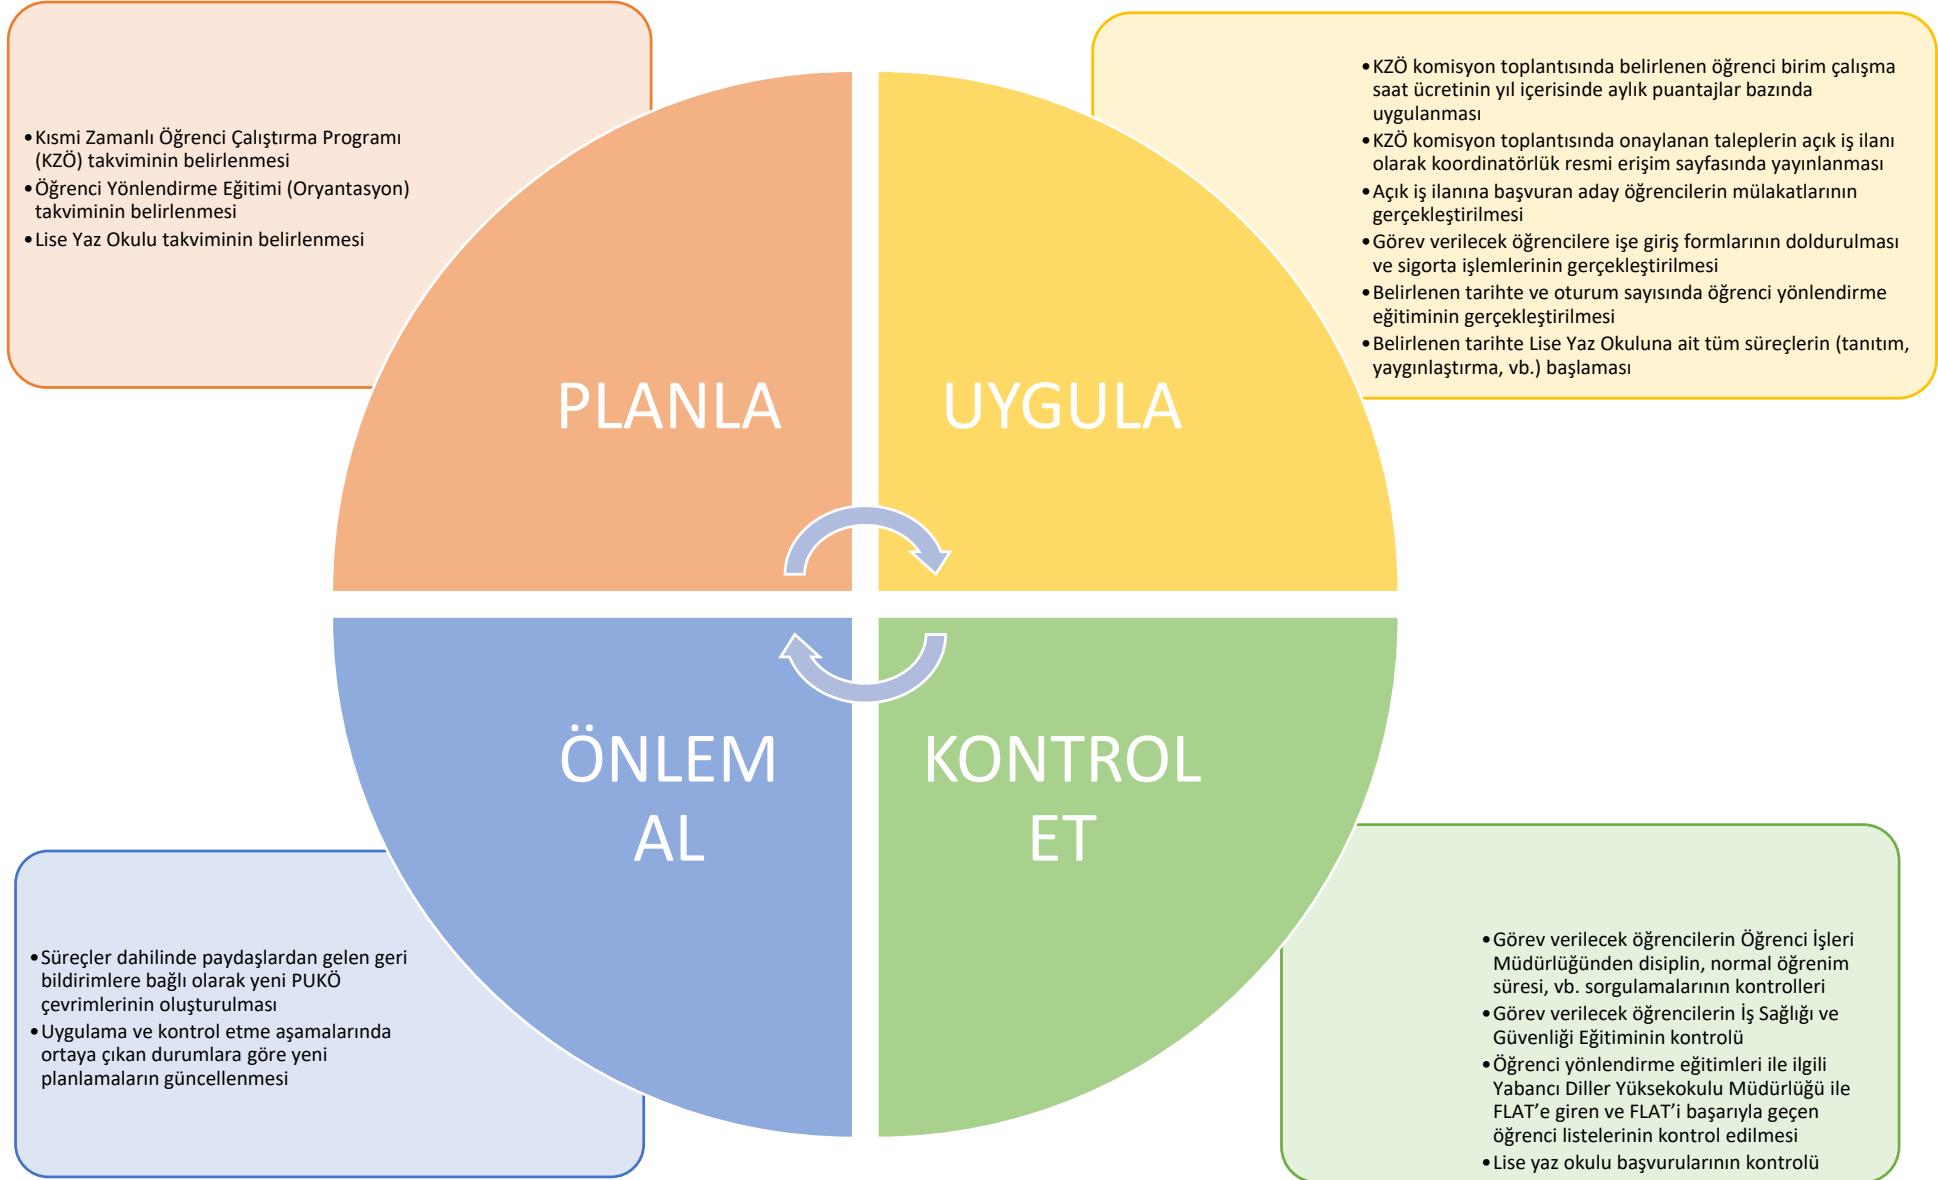 •Kısmi Zamanlı Öğrenci Çalıştırma Programı
(KZÖ) takviminin belirlenmesi
•Öğrenci Yönlendirme Eğitimi (Oryantasyon)
takviminin belirlenmesi
•Lise Yaz Okulu takviminin belirlenmesi
•KZÖ komisyon toplantısında belirlenen öğrenci birim çalışma
saat ücretinin yıl içerisinde aylık puantajlar bazında
uygulanması
•KZÖ komisyon toplantısında onaylanan taleplerin açık iş ilanı
olarak koordinatörlük resmi erişim sayfasında yayınlanması
•Açık iş ilanına başvuran aday öğrencilerin mülakatlarının
gerçekleştirilmesi
•Görev verilecek öğrencilere işe giriş formlarının doldurulması
ve sigorta işlemlerinin gerçekleştirilmesi
•Belirlenen tarihte ve oturum sayısında öğrenci yönlendirme
eğitiminin gerçekleştirilmesi
•Belirlenen tarihte Lise Yaz Okuluna ait tüm süreçlerin (tanıtım,
yaygınlaştırma, vb.) başlaması
PLANLA
UYGULA
ÖNLEM
AL
KONTROL
ET
•Süreçler dahilinde paydaşlardan gelen geri
bildirimlere bağlı olarak yeni PUKÖ
çevrimlerinin oluşturulması
•Uygulama ve kontrol etme aşamalarında
ortaya çıkan durumlara göre yeni
planlamaların güncellenmesi
•Görev verilecek öğrencilerin Öğrenci İşleri
Müdürlüğünden disiplin, normal öğrenim
süresi, vb. sorgulamalarının kontrolleri
•Görev verilecek öğrencilerin İş Sağlığı ve
Güvenliği Eğitiminin kontrolü
•Öğrenci yönlendirme eğitimleri ile ilgili
Yabancı Diller Yüksekokulu Müdürlüğü ile
FLAT’e giren ve FLAT’i başarıyla geçen
öğrenci listelerinin kontrol edilmesi
•Lise yaz okulu başvurularının kontrolü